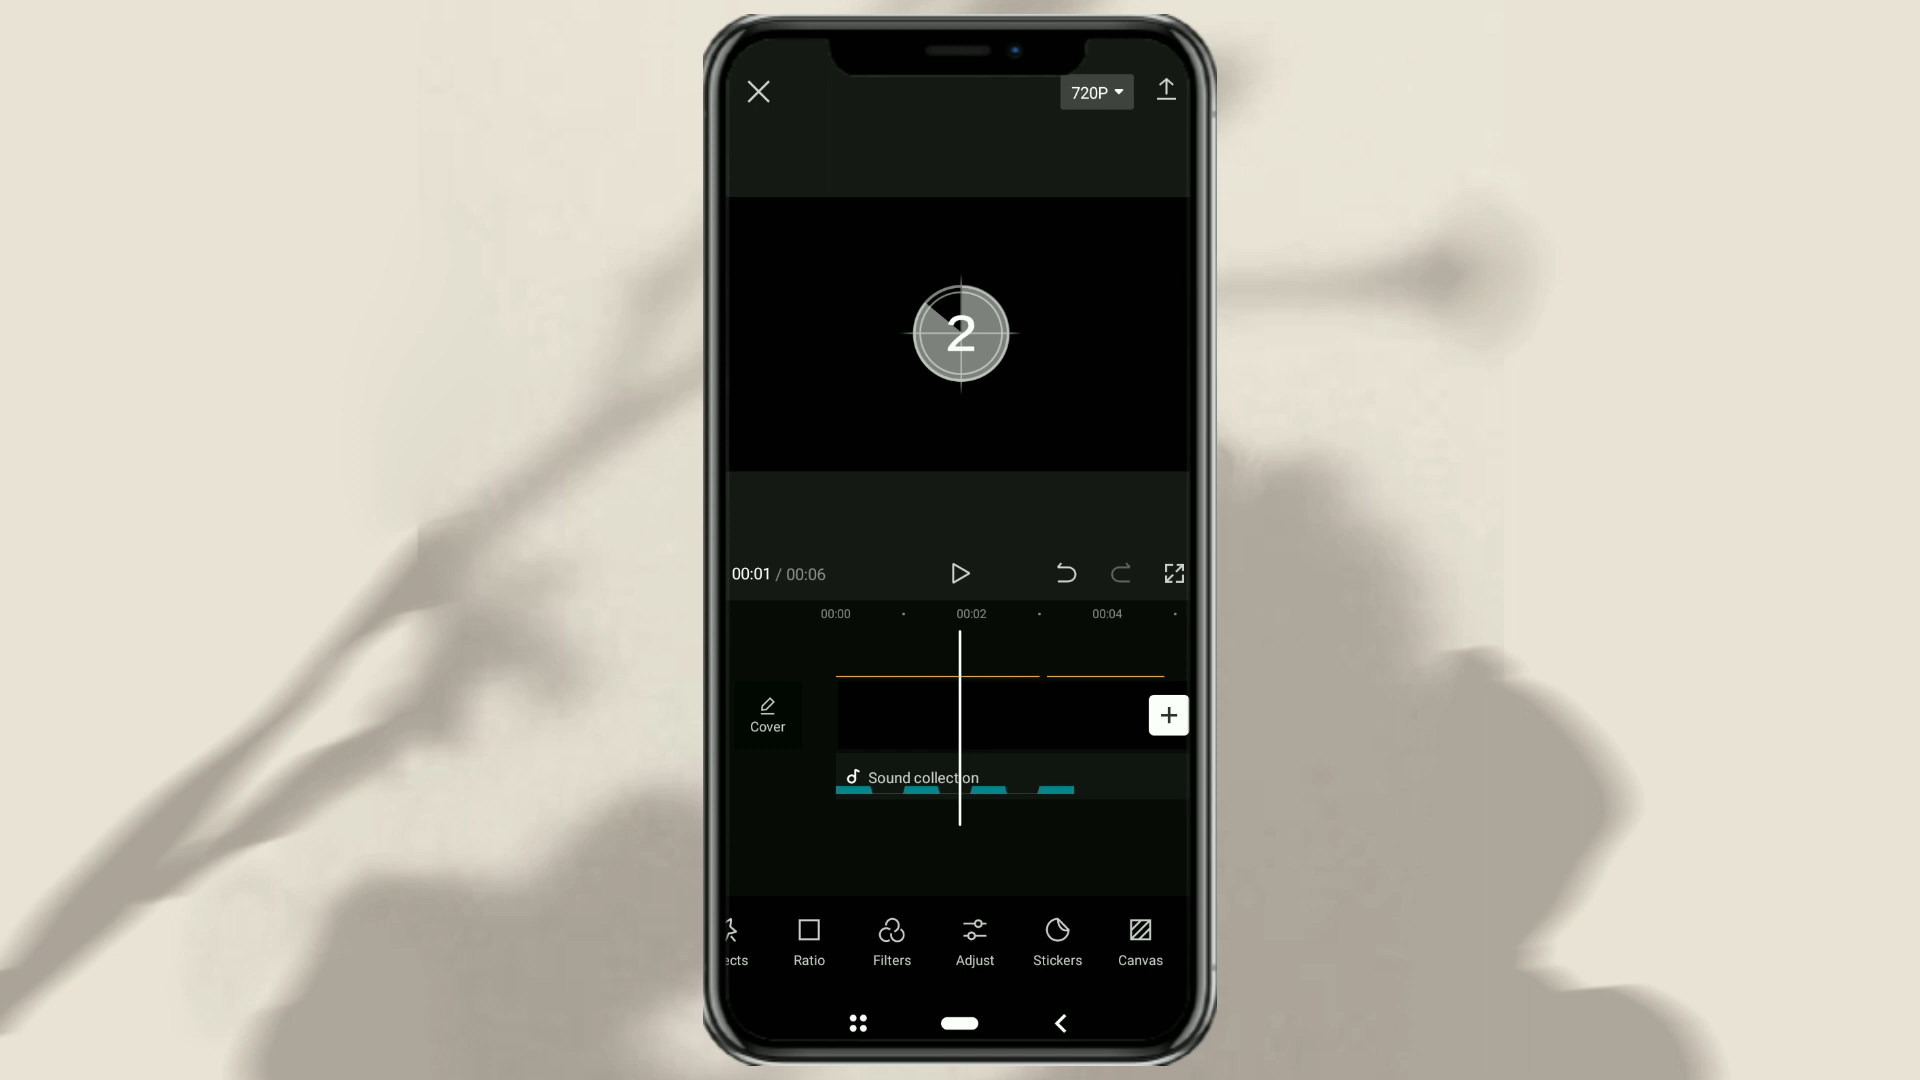 720P
2
00:01 / 00:06
00:00 00:02 00:04
Cover
Sound collection
ects Ratio Filters Adjust Stickers Canvas